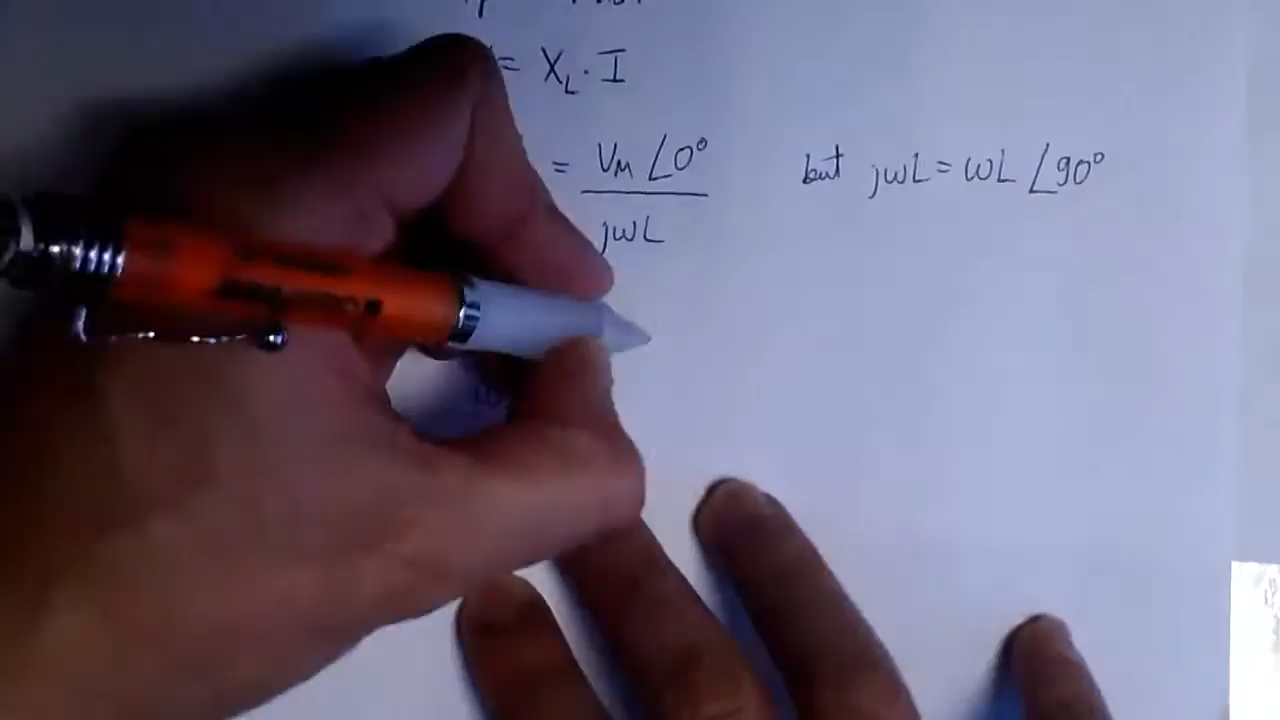 = X_L · I
= V_M ∠0° / jωL but jωL = ωL ∠90°